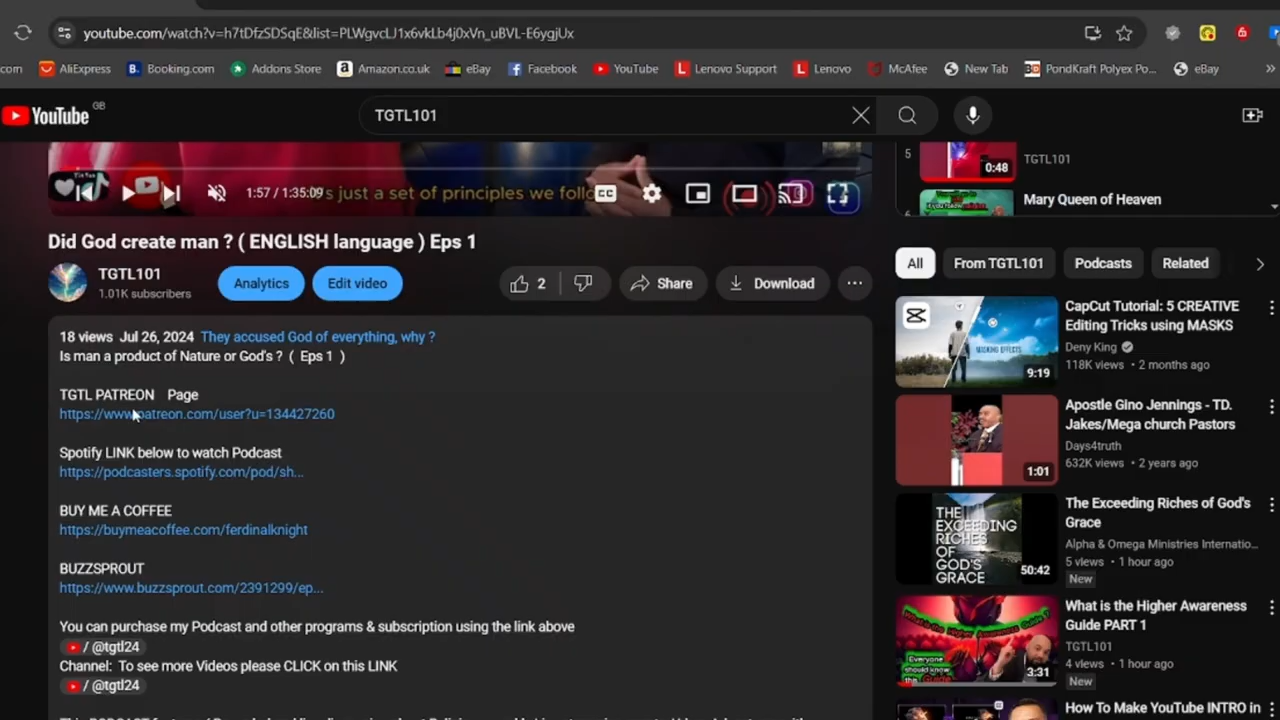 youtube.com/watch?v=h7tDfzSDSqE&list=PLWgvcLJ1x6vkLb4j0xVn_uBVL-E6ygjUx
com AliExpress Booking.com Addons Store Amazon.co.uk eBay Facebook YouTube Lenovo Support Lenovo McAfee New Tab PondKraft Polyex Po... eBay »
YouTube GB
TGTL101
1:57 / 1:35:09
s just a set of principles we
CC
5
0:48
TGTL101
Mary Queen of Heaven
Did God create man ? ( ENGLISH language ) Eps 1
TGTL101
1.01K subscribers
Analytics
Edit video
2
Share
Download
18 views Jul 26, 2024 They accused God of everything, why ?
Is man a product of Nature or God's ? ( Eps 1 )
TGTL PATREON Page
https://www.patreon.com/user?u=134427260
Spotify LINK below to watch Podcast
https://podcasters.spotify.com/pod/sh...
BUY ME A COFFEE
https://buymeacoffee.com/ferdinalknight
BUZZSPROUT
https://www.buzzsprout.com/2391299/ep...
You can purchase my Podcast and other programs & subscription using the link above
/ @tgtl24
Channel: To see more Videos please CLICK on this LINK
/ @tgtl24
All
From TGTL101
Podcasts
Related
CapCut Tutorial: 5 CREATIVE
Editing Tricks using MASKS
Deny King
118K views • 2 months ago
9:19
Apostle Gino Jennings - TD.
Jakes/Mega church Pastors
Days4truth
632K views • 2 years ago
1:01
THE
EXCEEDING
RICHES
OF
GOD'S
GRACE
50:42
The Exceeding Riches of God's
Grace
Alpha & Omega Ministries Internatio...
5 views • 1 hour ago
New
What is the Higher Awareness
Guide PART 1
TGTL101
4 views • 1 hour ago
New
Everyone
should know
this Guide
3:31
How To Make YouTube INTRO in